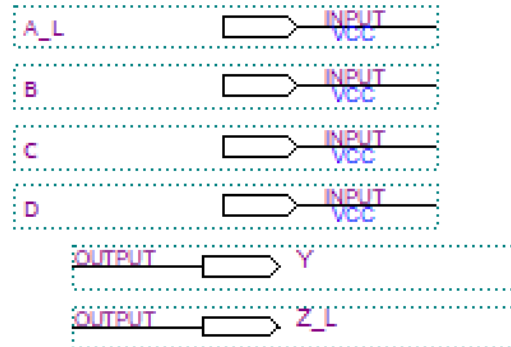 A_L INPUT
VCC
B INPUT
VCC
C INPUT
VCC
D INPUT
VCC
OUTPUT Y
OUTPUT Z_L